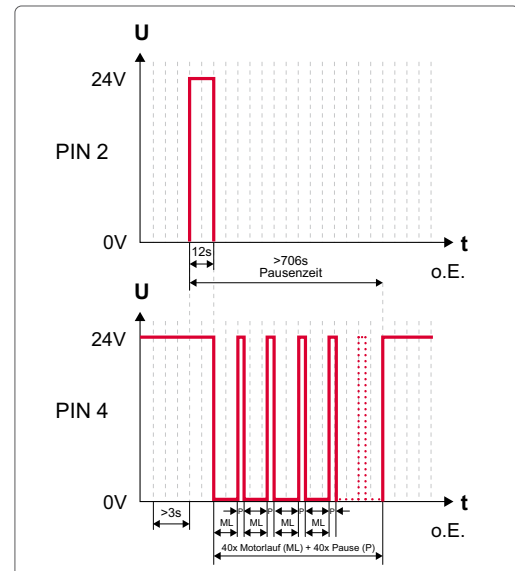 U
24V
PIN 2
0V
t
12s
>706s
Pausenzeit
o.E.
U
24V
PIN 4
0V
t
>3s
P P P P
ML ML ML ML
o.E.
40x Motorlauf (ML) + 40x Pause (P)